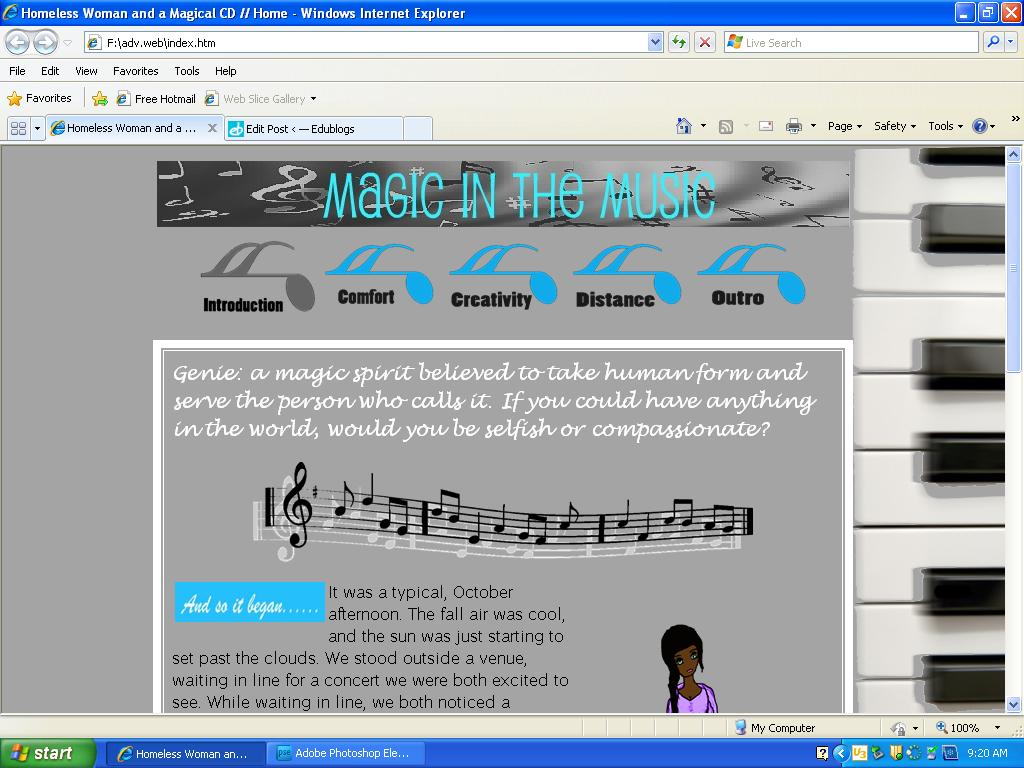 Homeless Woman and a Magical CD // Home - Windows Internet Explorer
F:\adv.web\index.htm
Live Search
File Edit View Favorites Tools Help
Favorites Free Hotmail Web Slice Gallery
Homeless Woman and a ... Edit Post < — Edublogs Page Safety Tools »
Magic in the Music
Introduction Comfort Creativity Distance Outro
Genie: a magic spirit believed to take human form and
serve the person who calls it. If you could have anything
in the world, would you be selfish or compassionate?
And so it began......
It was a typical, October
afternoon. The fall air was cool,
and the sun was just starting to
set past the clouds. We stood outside a venue,
waiting in line for a concert we were both excited to
see. While waiting in line, we both noticed a
My Computer 100%
start Homeless Woman an... pse Adobe Photoshop Ele... ? U3 9:20 AM